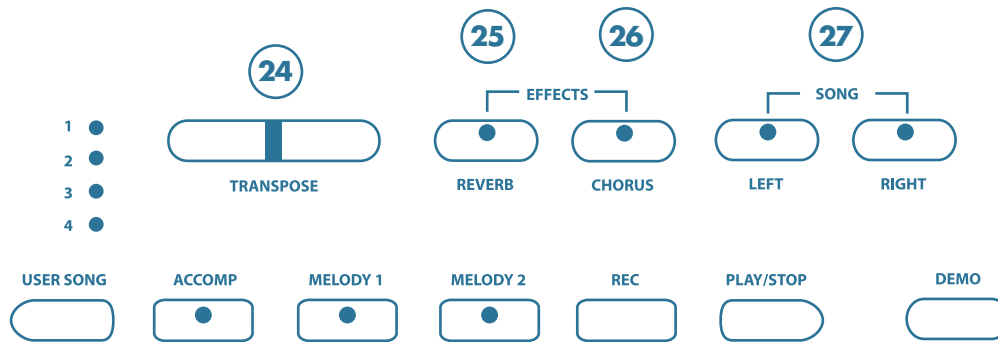 25 26 27
24
EFFECTS SONG
1
2
TRANSPOSE REVERB CHORUS LEFT RIGHT
3
4
USER SONG ACCOMP MELODY 1 MELODY 2 REC PLAY/STOP DEMO